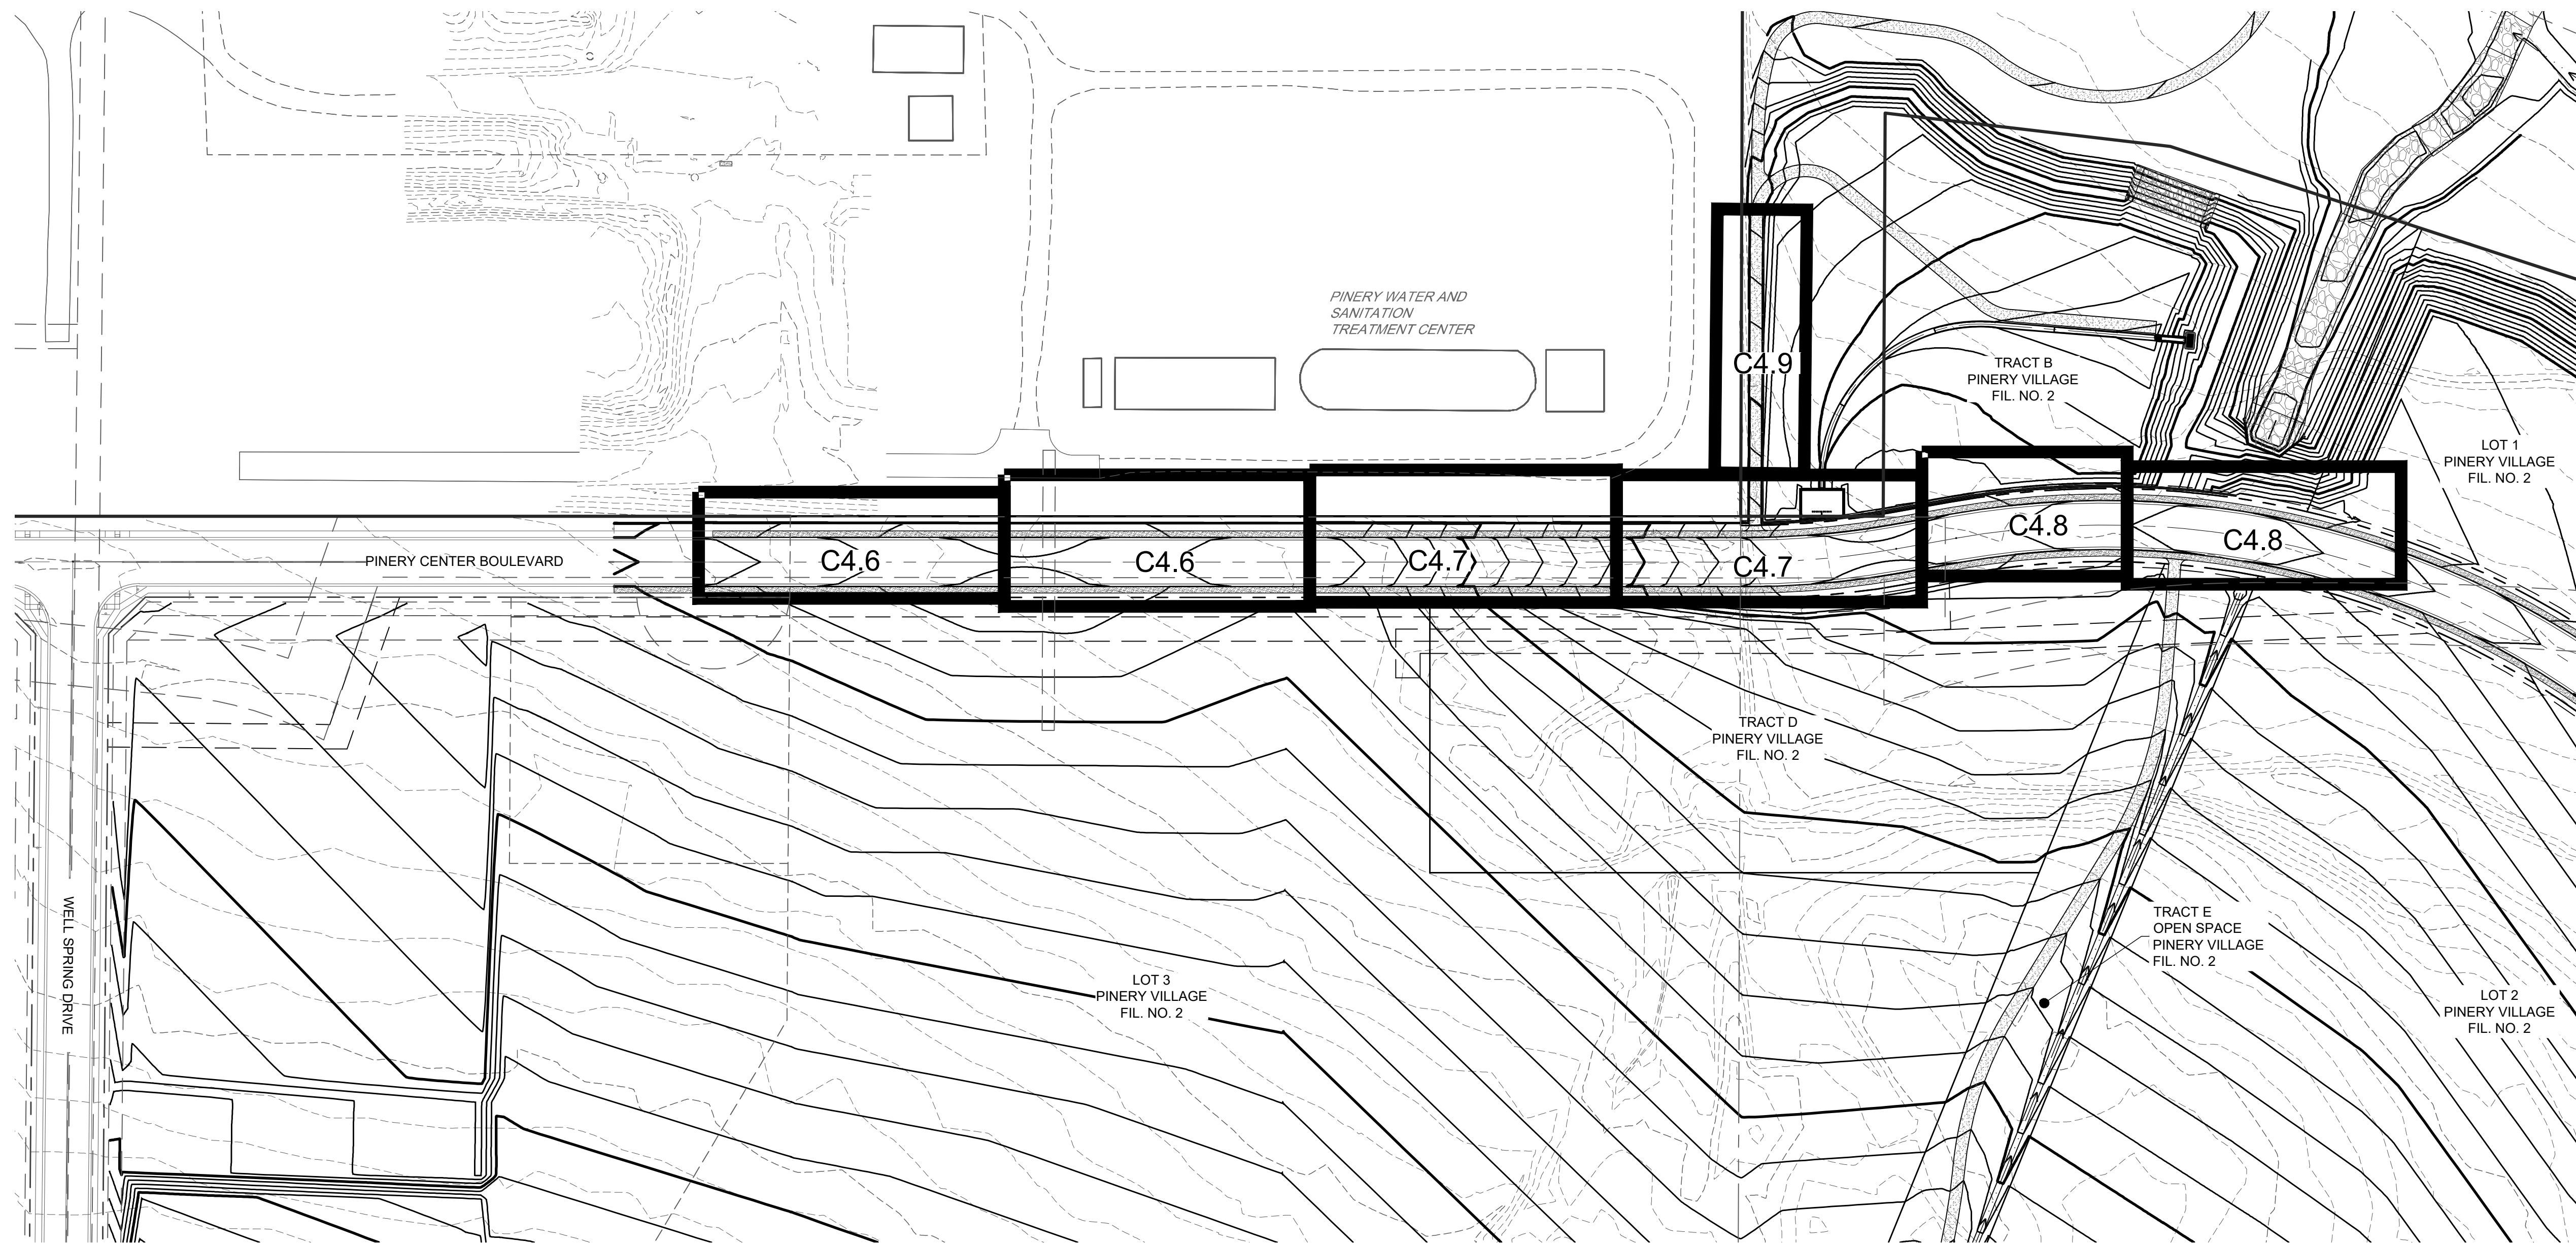 PINERY WATER AND
SANITATION
TREATMENT CENTER
C4.9
TRACT B
PINERY VILLAGE
FIL. NO. 2
LOT 1
PINERY VILLAGE
FIL. NO. 2
PINERY CENTER BOULEVARD
C4.6
C4.6
C4.7
C4.7
C4.8
C4.8
TRACT D
PINERY VILLAGE
FIL. NO. 2
WELL SPRING DRIVE
TRACT E
OPEN SPACE
PINERY VILLAGE
FIL. NO. 2
LOT 3
PINERY VILLAGE
FIL. NO. 2
LOT 2
PINERY VILLAGE
FIL. NO. 2